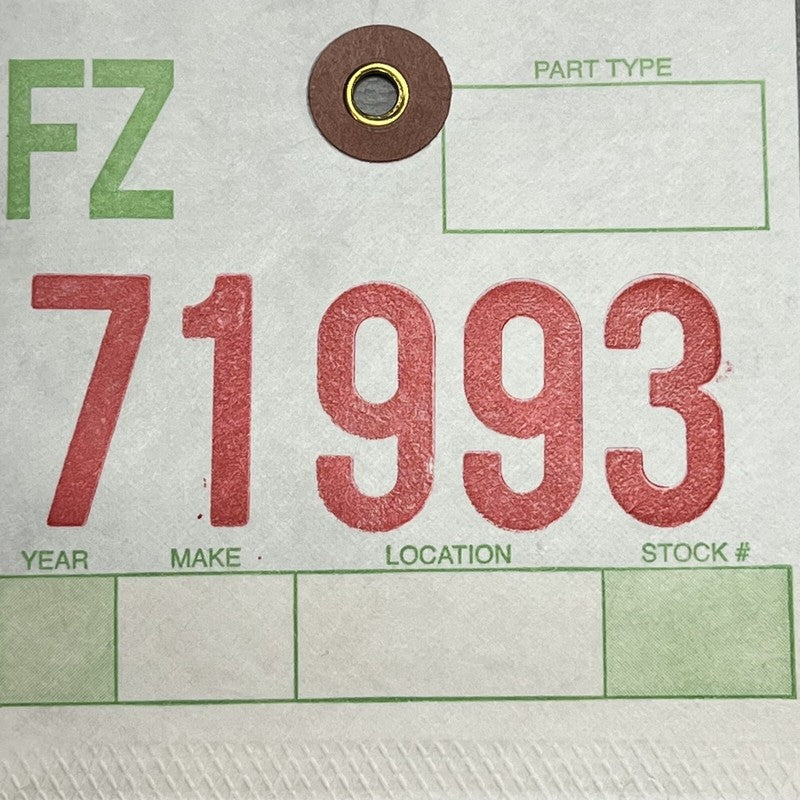 FZ
PART TYPE
71993
YEAR MAKE LOCATION STOCK #